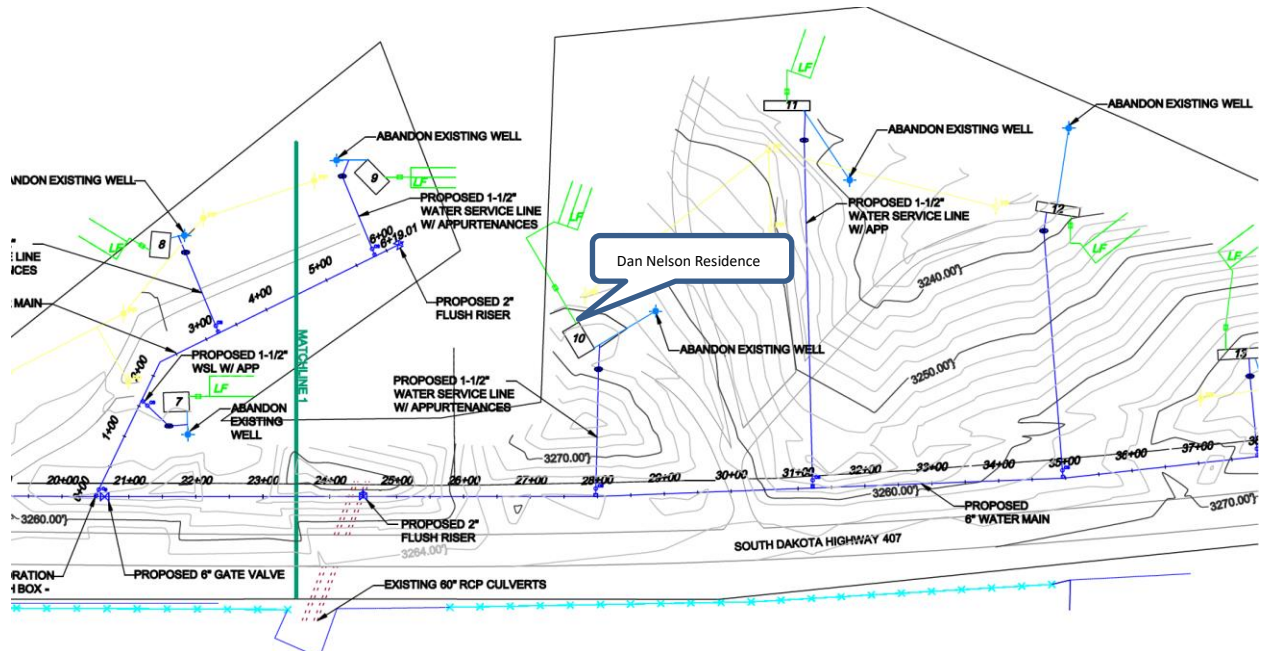 11
LF
ABANDON EXISTING WELL
ABANDON EXISTING WELL
ABANDON EXISTING WELL
ANDON EXISTING WELL
9
LF
PROPOSED 1-1/2"
WATER SERVICE LINE
W/ APPURTENANCES
8
LF
"
E LINE
NCES
R MAIN
6+00
6+19.01
5+00
4+00
3+00
2+00
1+00
0+00
PROPOSED 2"
FLUSH RISER
PROPOSED 1-1/2"
WSL W/ APP
7
LF
ABANDON
EXISTING
WELL
MATCHLINE 1
LF
Dan Nelson Residence
10
ABANDON EXISTING WELL
PROPOSED 1-1/2"
WATER SERVICE LINE
W/ APPURTENANCES
PROPOSED 1-1/2"
WATER SERVICE LINE
W/ APP
12
LF
LF
13
3240.00'}
3250.00'}
3270.00'}
20+00
21+00
22+00
23+00
24+00
25+00
26+00
27+00
28+00
29+00
30+00
31+00
32+00
33+00
34+00
35+00
36+00
37+00
3260.00'}
3260.00'}
3270.00'}
3264.00'}
PROPOSED
6" WATER MAIN
PROPOSED 2"
FLUSH RISER
SOUTH DAKOTA HIGHWAY 407
ORATION
H BOX -
PROPOSED 6" GATE VALVE
EXISTING 60" RCP CULVERTS